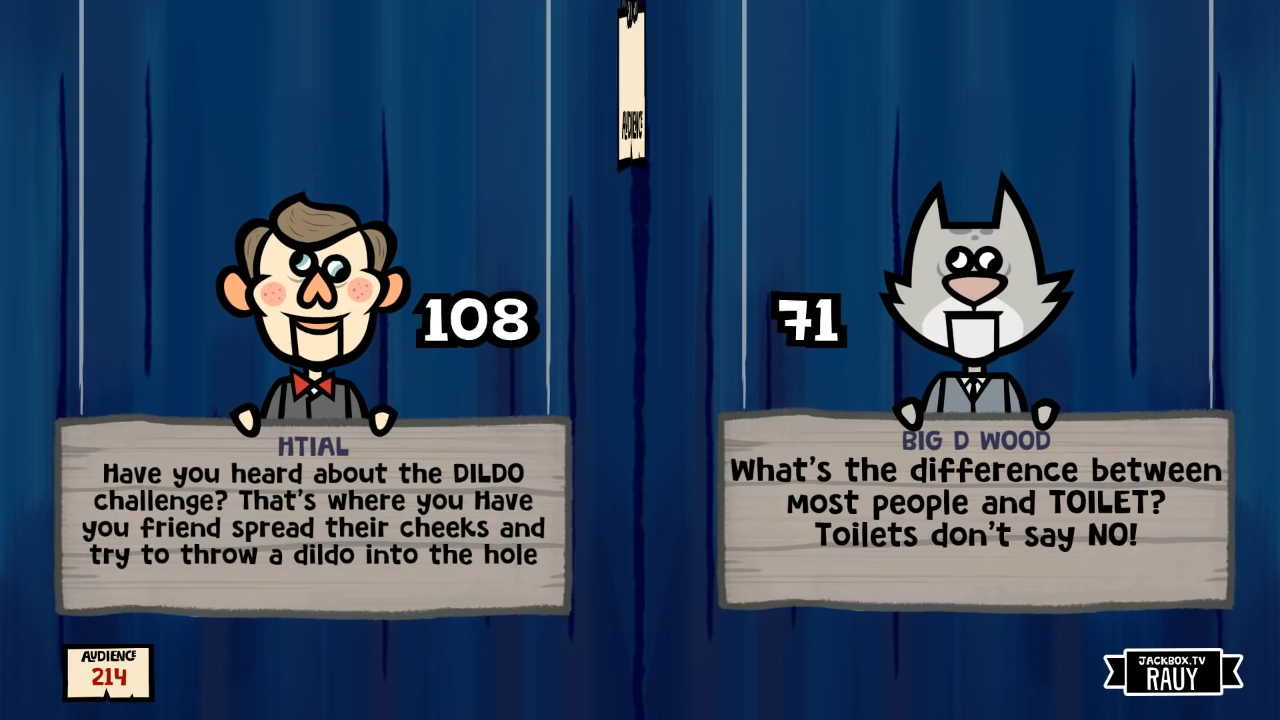 AUDIENCE
108
71
HTIAL
Have you heard about the DILDO
challenge? That's where you Have
you friend spread their cheeks and
try to throw a dildo into the hole
BIG D WOOD
What's the difference between
most people and TOILET?
Toilets don't say NO!
AUDIENCE
214
JACKBOX.TV
RAUY